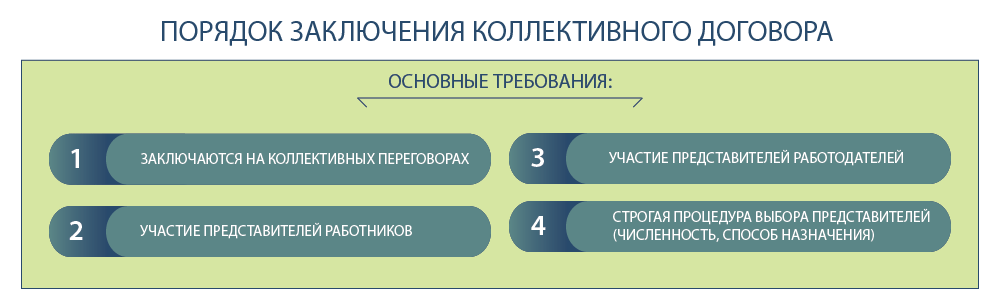 ПОРЯДОК ЗАКЛЮЧЕНИЯ КОЛЛЕКТИВНОГО ДОГОВОРА
ОСНОВНЫЕ ТРЕБОВАНИЯ:
1 ЗАКЛЮЧАЮТСЯ НА КОЛЛЕКТИВНЫХ ПЕРЕГОВОРАХ
2 УЧАСТИЕ ПРЕДСТАВИТЕЛЕЙ РАБОТНИКОВ
3 УЧАСТИЕ ПРЕДСТАВИТЕЛЕЙ РАБОТОДАТЕЛЕЙ
4 СТРОГАЯ ПРОЦЕДУРА ВЫБОРА ПРЕДСТАВИТЕЛЕЙ
(ЧИСЛЕННОСТЬ, СПОСОБ НАЗНАЧЕНИЯ)